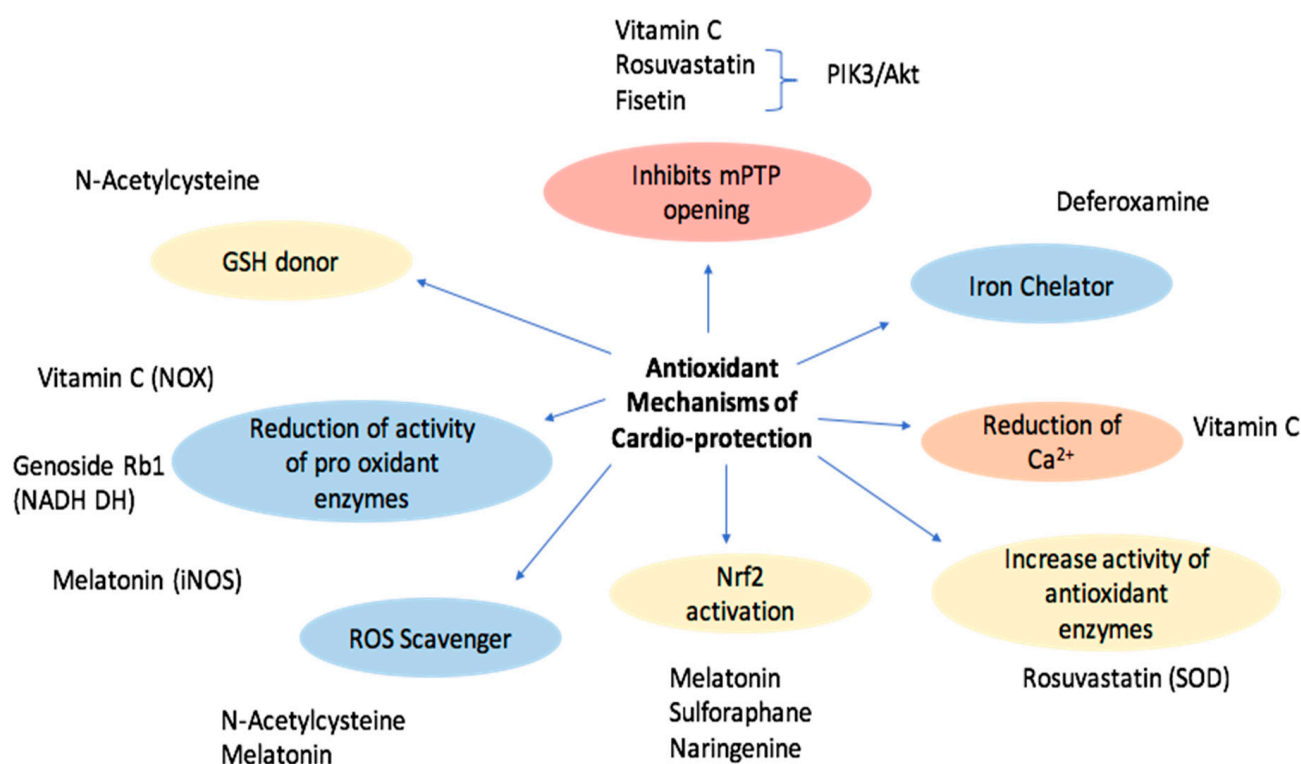 Vitamin C
Rosuvastatin
Fisetin
PIK3/Akt
Inhibits mPTP
opening
N-Acetylcysteine
GSH donor
Deferoxamine
Iron Chelator
Antioxidant
Mechanisms of
Cardio-protection
Vitamin C (NOX)
Reduction of activity
of pro oxidant
enzymes
Genoside Rb1
(NADH DH)
Melatonin (iNOS)
Reduction of
Ca²⁺
Vitamin C
ROS Scavenger
N-Acetylcysteine
Melatonin
Nrf2
activation
Melatonin
Sulforaphane
Naringenine
Increase activity of
antioxidant
enzymes
Rosuvastatin (SOD)